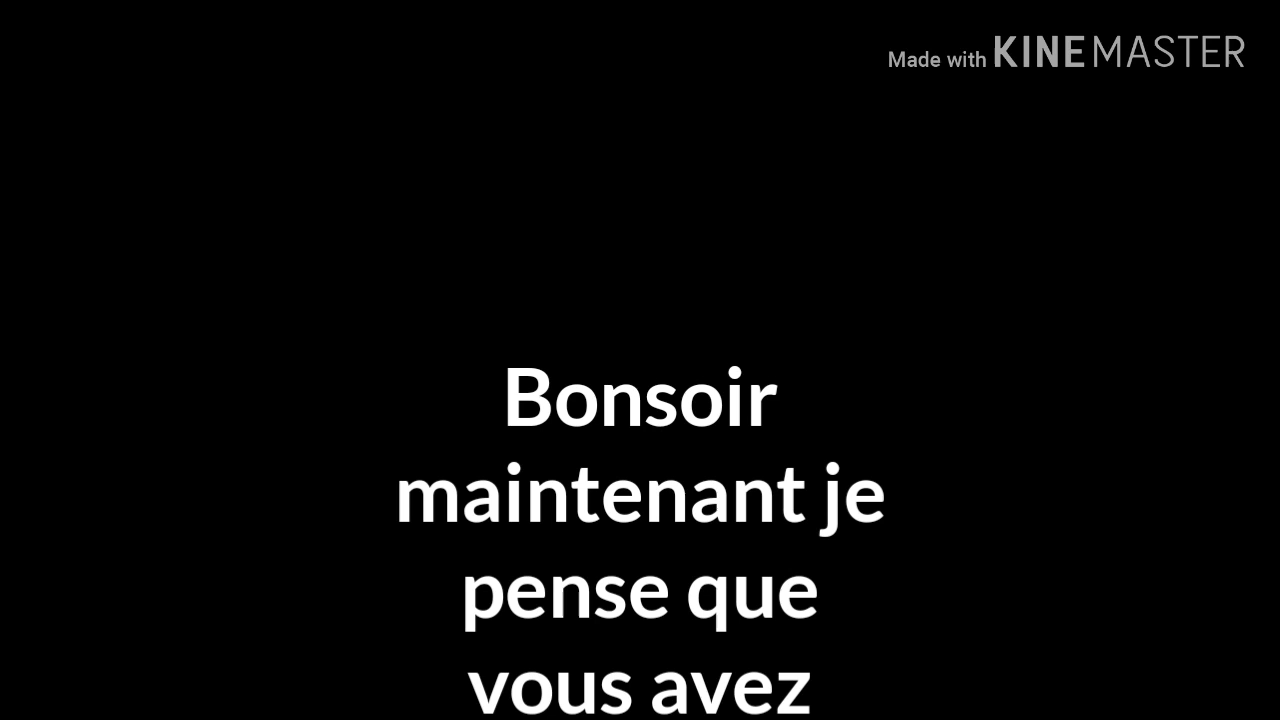 Made with KINEMASTER
Bonsoir
maintenant je
pense que
vous avez